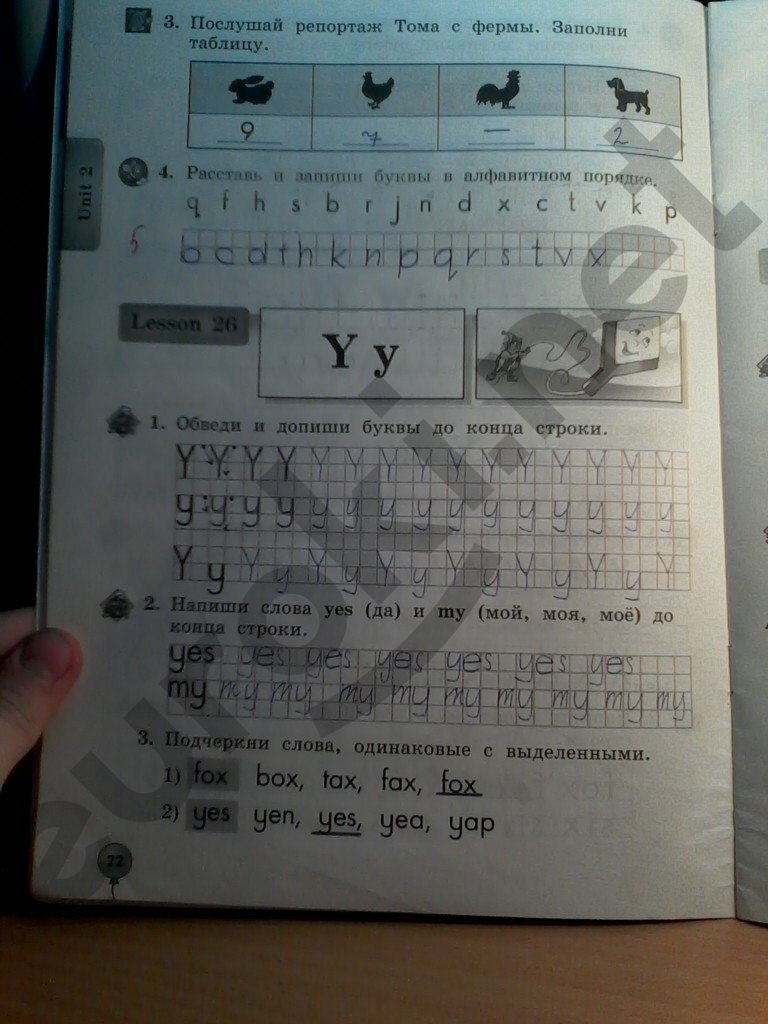 3. Послушай репортаж Тома с фермы. Заполни
таблицу.
9 7 — 2
Unit 2
4. Расставь и запиши буквы в алфавитном порядке.
q f h s b r j n d x c t v k p
5
b c d f h k n p q r s t v x
Lesson 26
Y y
1. Обведи и допиши буквы до конца строки.
Y Y Y Y Y Y Y Y Y Y Y Y Y Y Y
y y y y y y y y y y y y y y y
Y y Y y Y y Y y Y y Y y Y y Y
2. Напиши слова yes (да) и my (мой, моя, моё) до
конца строки.
yes yes yes yes yes yes yes
my my my my my my my my my my
3. Подчеркни слова, одинаковые с выделенными.
1) fox box, tax, fax, fox
2) yes yen, yes, yea, yap
22
euroki.net